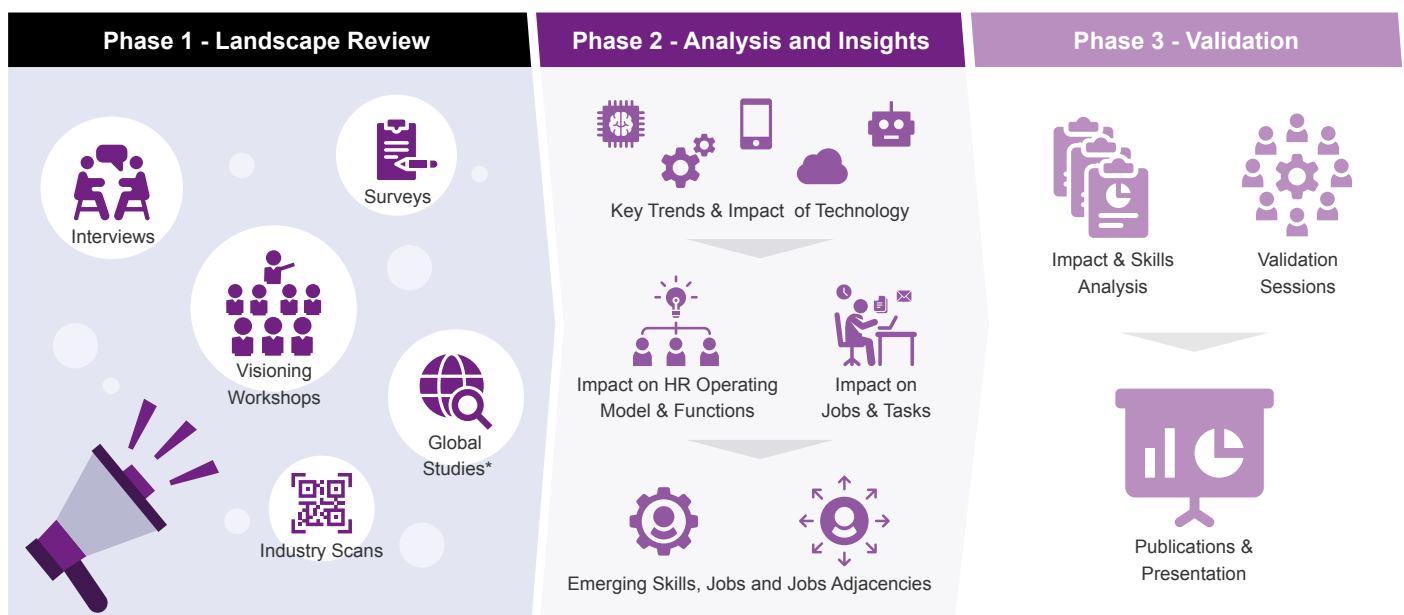 Phase 1 - Landscape Review
Interviews
Surveys
Visioning
Workshops
Global
Studies*
Industry Scans
Phase 2 - Analysis and Insights
Key Trends & Impact of Technology
Impact on HR Operating
Model & Functions
Impact on
Jobs & Tasks
Emerging Skills, Jobs and Jobs Adjacencies
Phase 3 - Validation
Impact & Skills
Analysis
Validation
Sessions
Publications &
Presentation